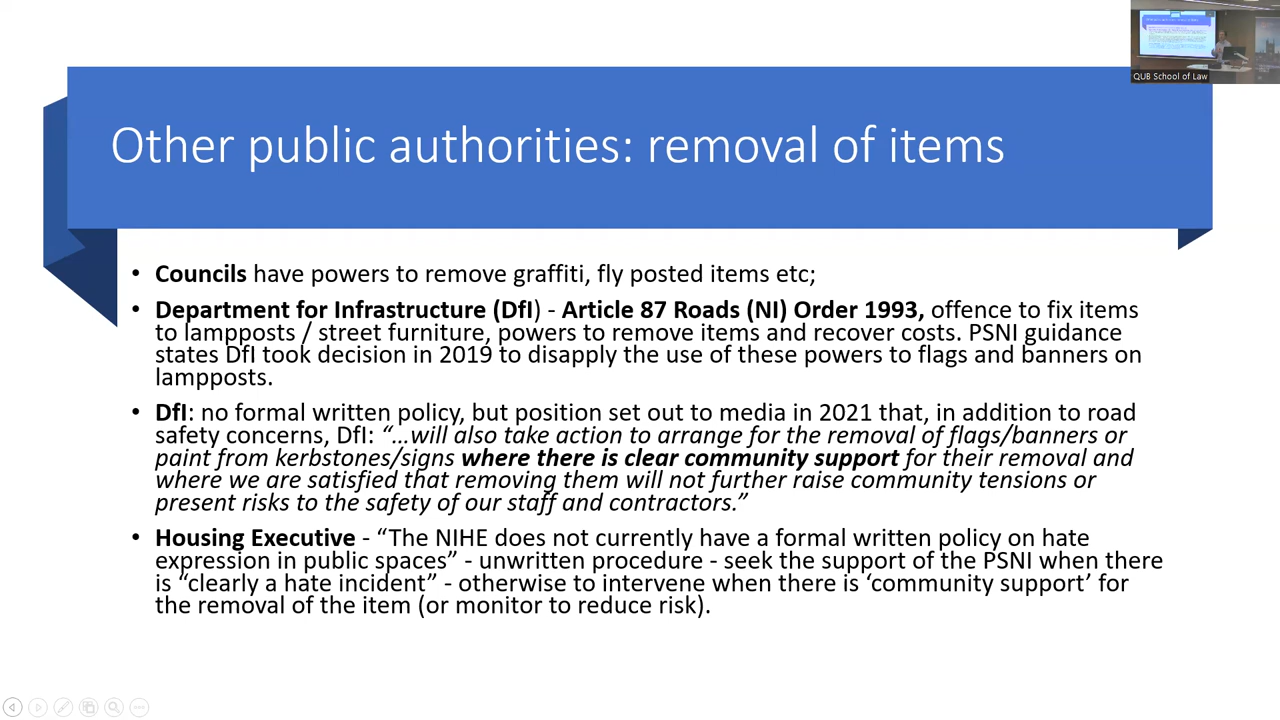 QUB School of Law
Other public authorities: removal of items
• Councils have powers to remove graffiti, fly posted items etc;
• Department for Infrastructure (DfI) - Article 87 Roads (NI) Order 1993, offence to fix items
to lampposts / street furniture, powers to remove items and recover costs. PSNI guidance
states DfI took decision in 2019 to disapply the use of these powers to flags and banners on
lampposts.
• DfI: no formal written policy, but position set out to media in 2021 that, in addition to road
safety concerns, DfI: “...will also take action to arrange for the removal of flags/banners or
paint from kerbstones/signs where there is clear community support for their removal and
where we are satisfied that removing them will not further raise community tensions or
present risks to the safety of our staff and contractors.”
• Housing Executive - “The NIHE does not currently have a formal written policy on hate
expression in public spaces” - unwritten procedure - seek the support of the PSNI when there
is “clearly a hate incident” - otherwise to intervene when there is ‘community support’ for
the removal of the item (or monitor to reduce risk).